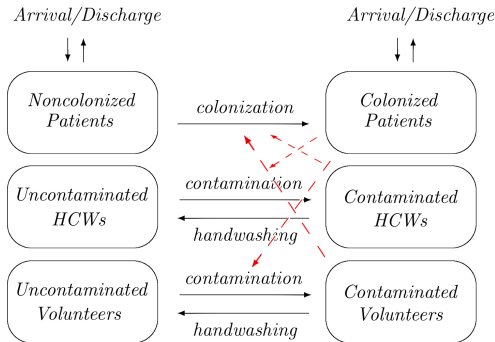 Arrival/Discharge
Arrival/Discharge
Noncolonized
Patients
colonization
Colonized
Patients
Uncontaminated
HCWs
contamination
handwashing
Contaminated
HCWs
Uncontaminated
Volunteers
contamination
handwashing
Contaminated
Volunteers